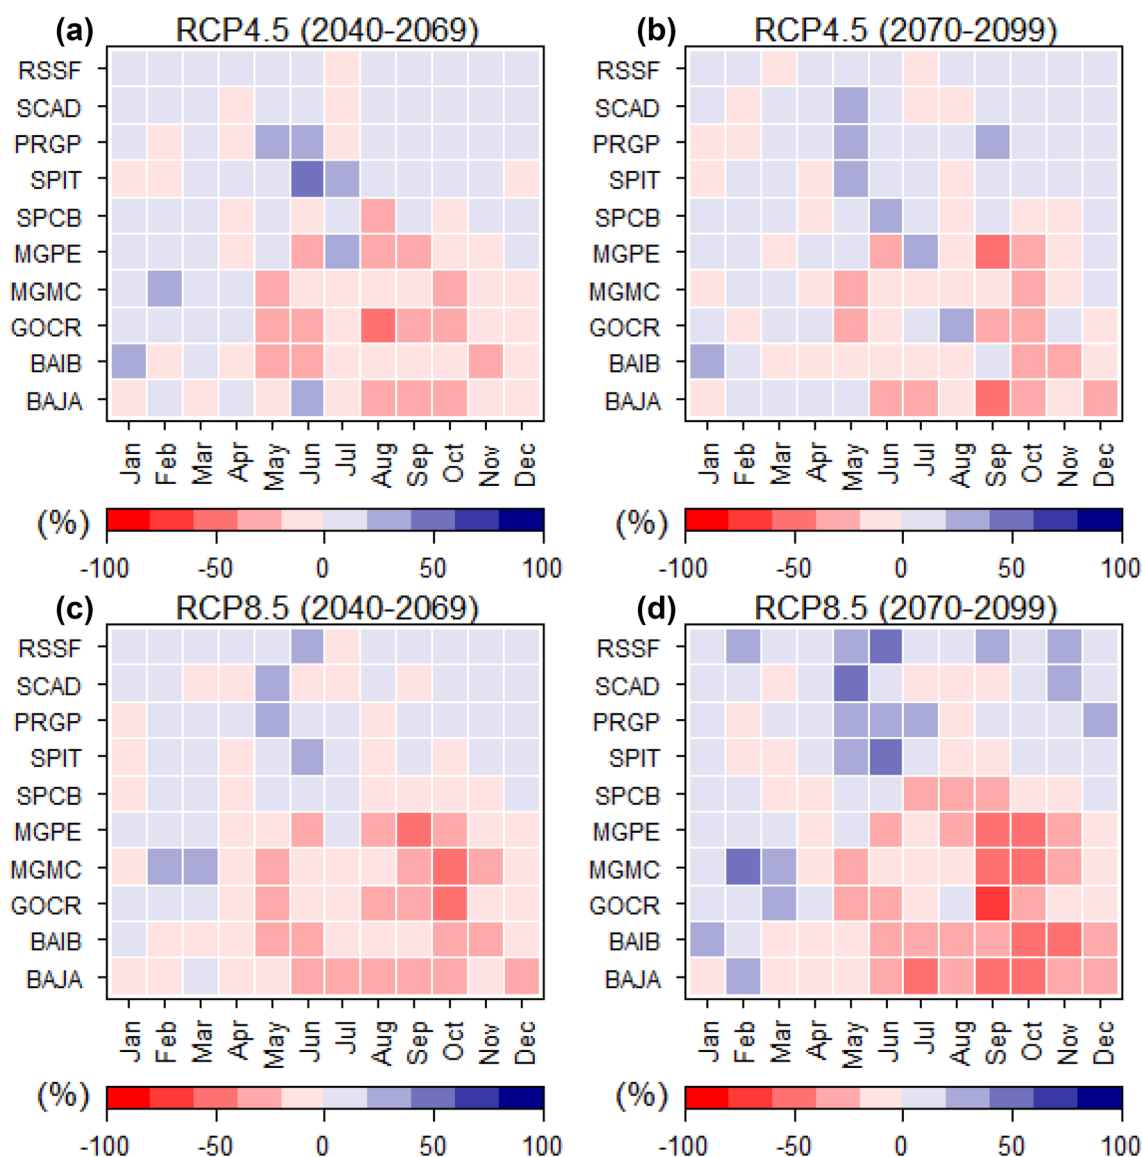 (a) RCP4.5 (2040-2069)
RSSF
SCAD
PRGP
SPIT
SPCB
MGPE
MGMC
GOCR
BAIB
BAJA
Jan Feb Mar Apr May Jun Jul Aug Sep Oct Nov Dec
(%)
-100 -50 0 50 100
(b) RCP4.5 (2070-2099)
RSSF
SCAD
PRGP
SPIT
SPCB
MGPE
MGMC
GOCR
BAIB
BAJA
Jan Feb Mar Apr May Jun Jul Aug Sep Oct Nov Dec
(%)
-100 -50 0 50 100
(c) RCP8.5 (2040-2069)
RSSF
SCAD
PRGP
SPIT
SPCB
MGPE
MGMC
GOCR
BAIB
BAJA
Jan Feb Mar Apr May Jun Jul Aug Sep Oct Nov Dec
(%)
-100 -50 0 50 100
(d) RCP8.5 (2070-2099)
RSSF
SCAD
PRGP
SPIT
SPCB
MGPE
MGMC
GOCR
BAIB
BAJA
Jan Feb Mar Apr May Jun Jul Aug Sep Oct Nov Dec
(%)
-100 -50 0 50 100